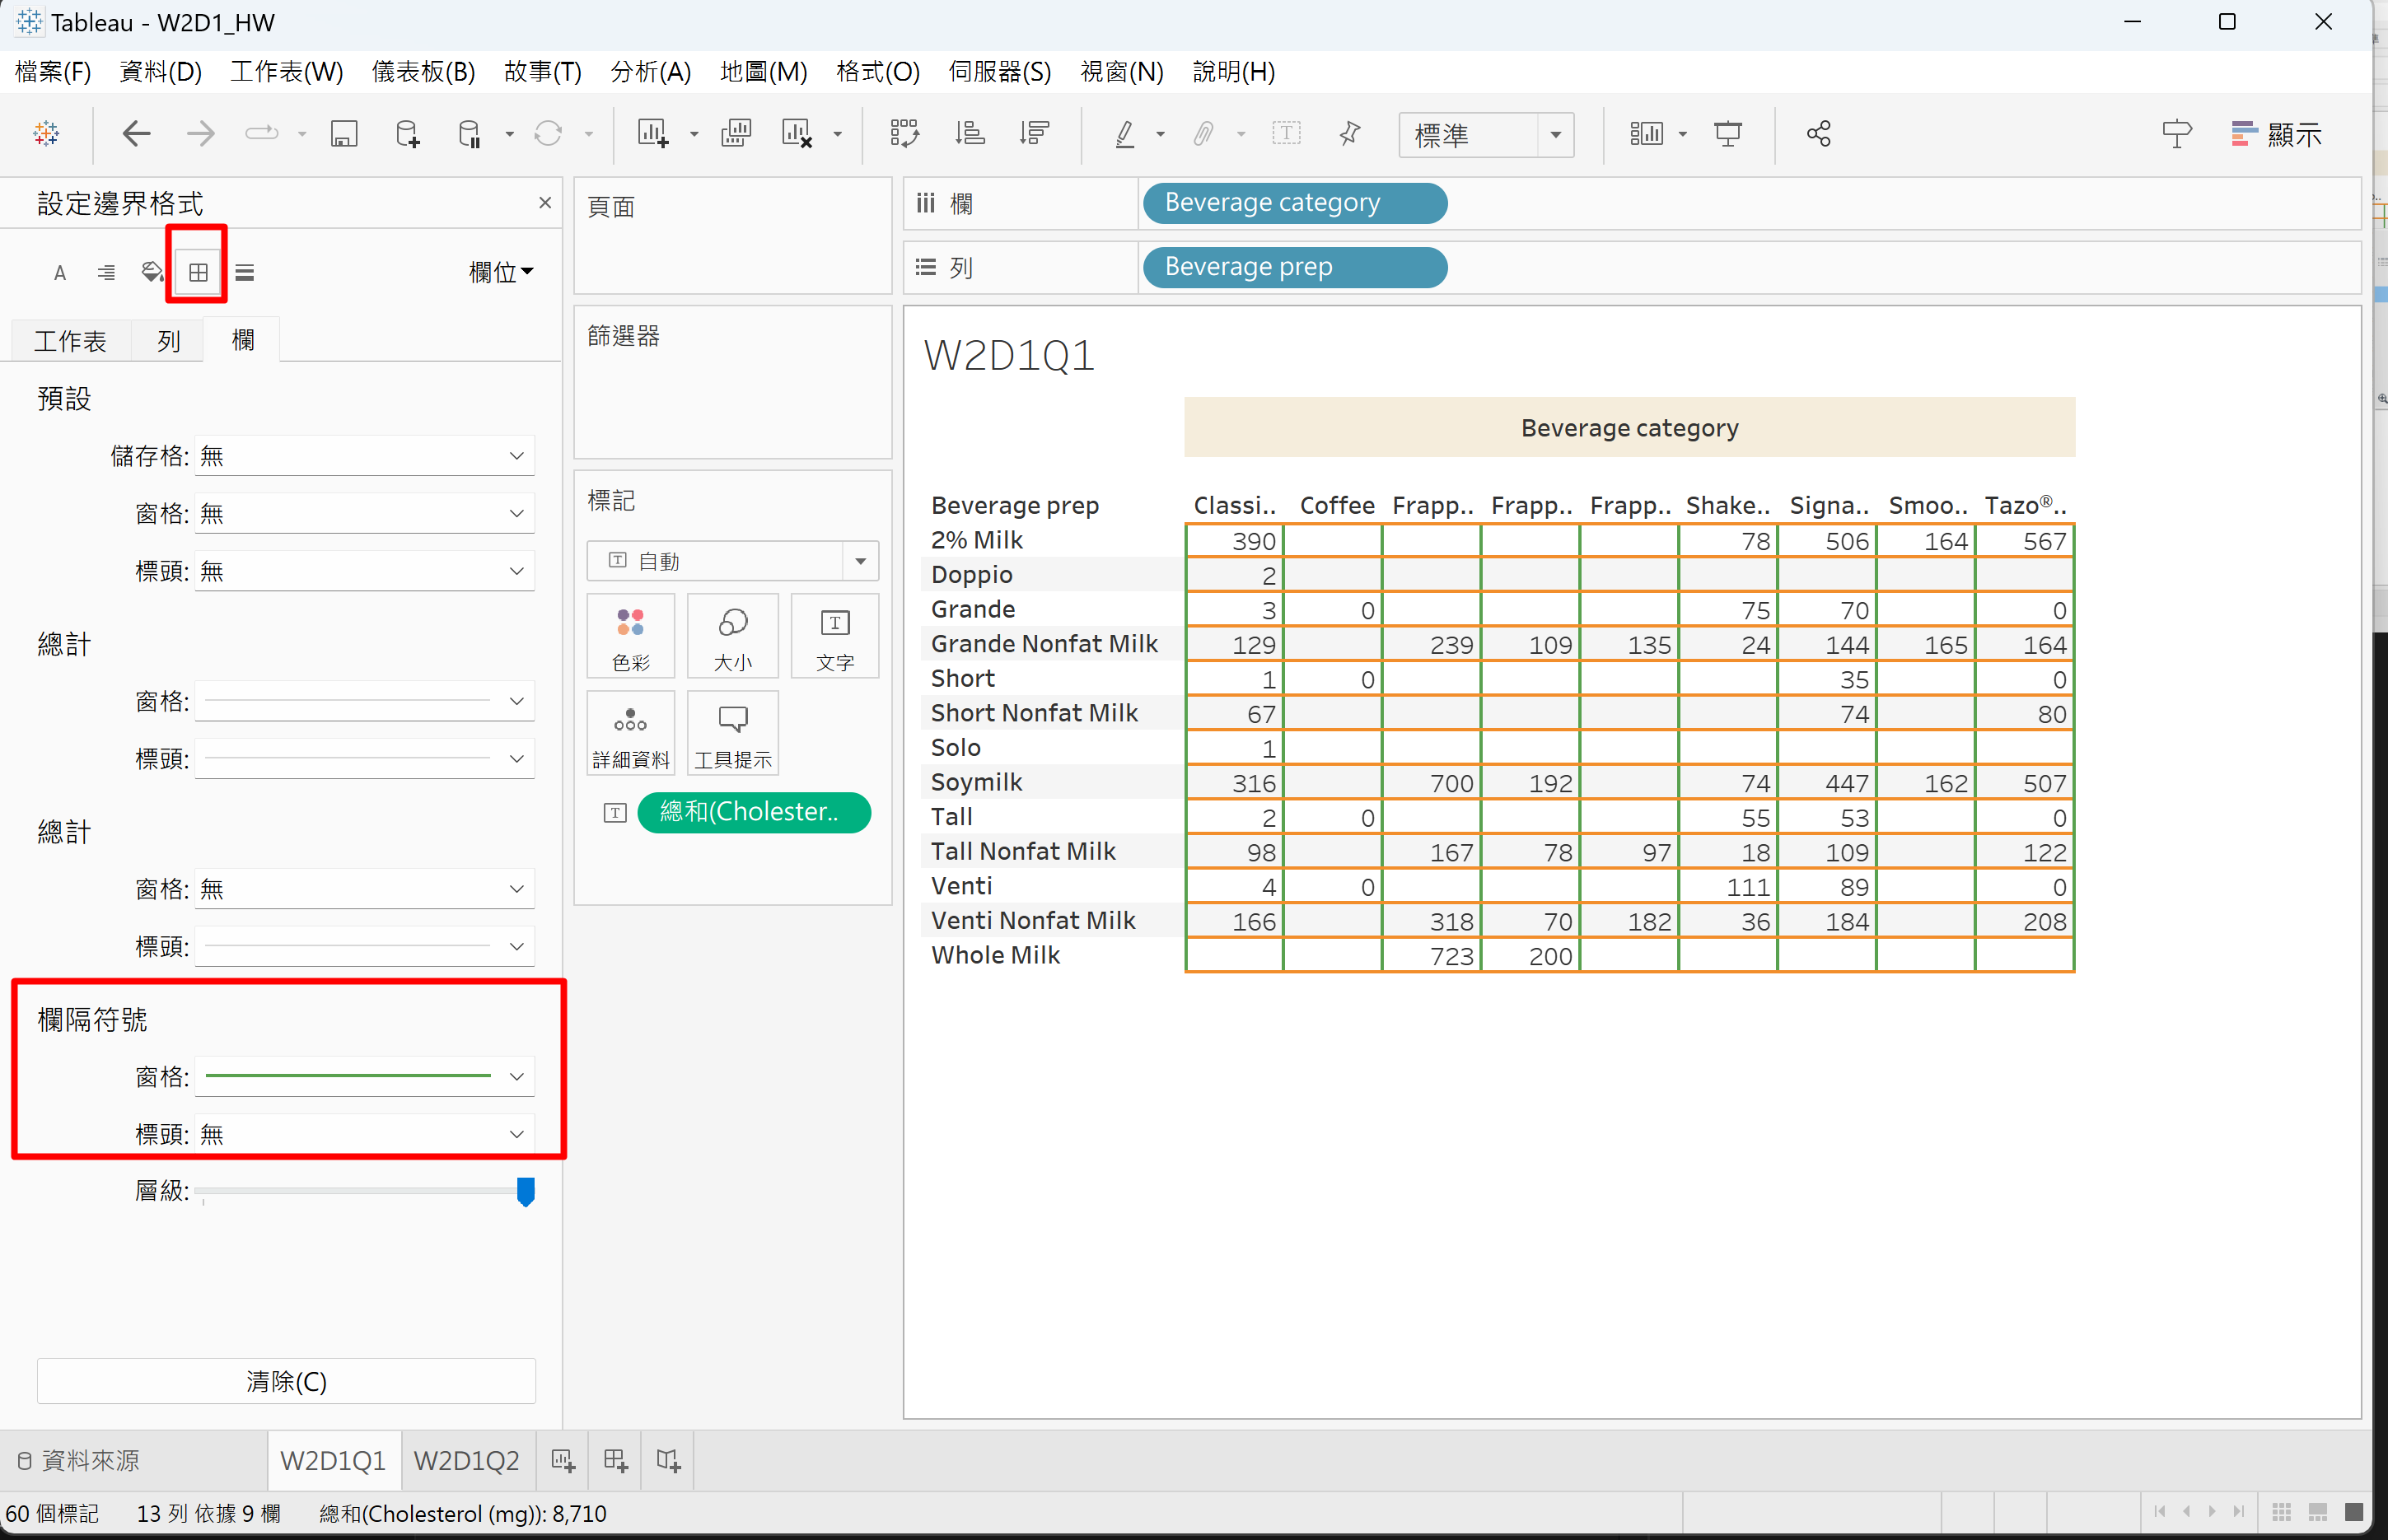 Tableau - W2D1_HW
檔案(F) 資料(D) 工作表(W) 儀表板(B) 故事(T) 分析(A) 地圖(M) 格式(O) 伺服器(S) 視窗(N) 說明(H)
標準 顯示
設定邊界格式
A 欄位
工作表 列 欄
預設
儲存格: 無
窗格: 無
標頭: 無
總計
窗格:
標頭:
總計
窗格: 無
標頭:
欄隔符號
窗格:
標頭: 無
層級:
清除(C)
頁面
篩選器
標記
T 自動
色彩 大小 T 文字
詳細資料 工具提示
T 總和(Cholester..
欄 Beverage category
列 Beverage prep
W2D1Q1
Beverage category
Beverage prep Classi.. Coffee Frapp.. Frapp.. Frapp.. Shake.. Signa.. Smoo.. Tazo®..
2% Milk 390 78 506 164 567
Doppio 2
Grande 3 0 75 70 0
Grande Nonfat Milk 129 239 109 135 24 144 165 164
Short 1 0 35 0
Short Nonfat Milk 67 74 80
Solo 1
Soymilk 316 700 192 74 447 162 507
Tall 2 0 55 53 0
Tall Nonfat Milk 98 167 78 97 18 109 122
Venti 4 0 111 89 0
Venti Nonfat Milk 166 318 70 182 36 184 208
Whole Milk 723 200
資料來源 W2D1Q1 W2D1Q2
60 個標記 13 列 依據 9 欄 總和(Cholesterol (mg)): 8,710